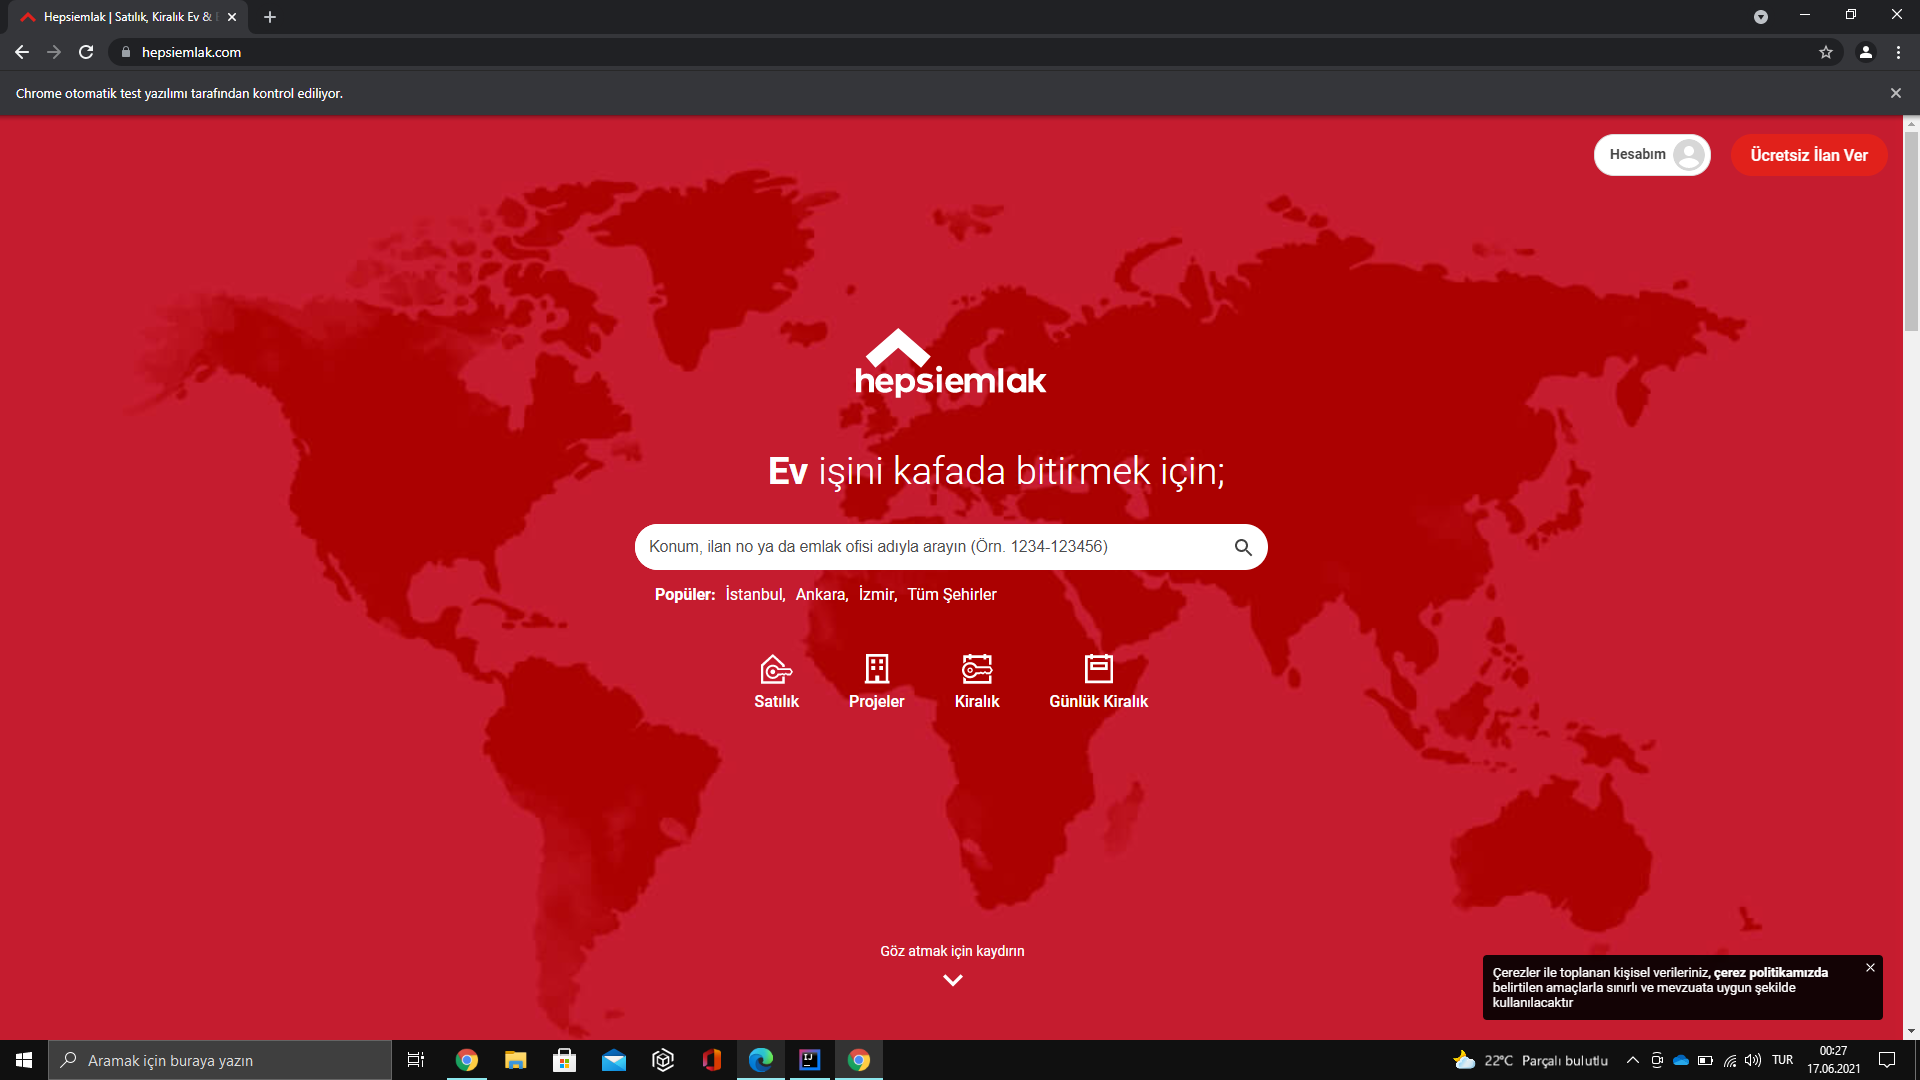 Hepsiemlak | Satılık, Kiralık Ev &
hepsiemlak.com
Chrome otomatik test yazılımı tarafından kontrol ediliyor.
Hesabım
Ücretsiz İlan Ver
hepsiemlak
Ev işini kafada bitirmek için;
Konum, ilan no ya da emlak ofisi adıyla arayın (Örn. 1234-123456)
Popüler: İstanbul, Ankara, İzmir, Tüm Şehirler
Satılık Projeler Kiralık Günlük Kiralık
Göz atmak için kaydırın
Çerezler ile toplanan kişisel verileriniz, çerez politikamızda
belirtilen amaçlarla sınırlı ve mevzuata uygun şekilde
kullanılacaktır
Aramak için buraya yazın
22°C Parçalı bulutlu
TUR
00:27
17.06.2021